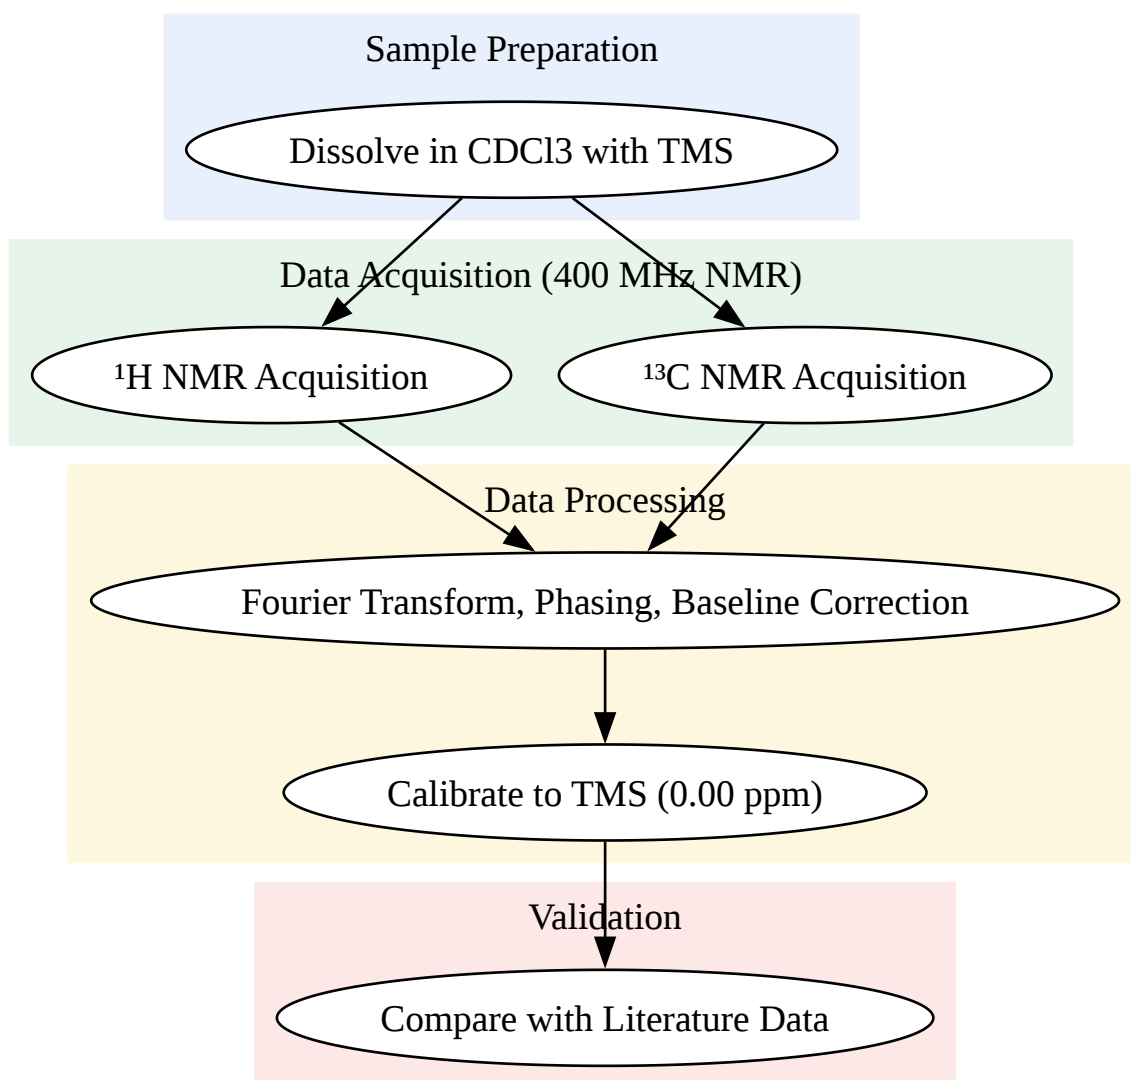 Sample Preparation
Dissolve in CDCl3 with TMS
Data Acquisition (400 MHz NMR)
¹H NMR Acquisition
¹³C NMR Acquisition
Data Processing
Fourier Transform, Phasing, Baseline Correction
Calibrate to TMS (0.00 ppm)
Validation
Compare with Literature Data